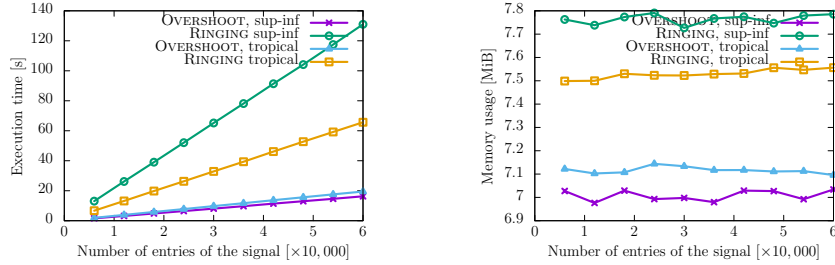 140
120
100
80
60
40
20
0
Execution time [s]
OVERSHOOT, sup-inf
RINGING sup-inf
OVERSHOOT, tropical
RINGING tropical
0 1 2 3 4 5 6
Number of entries of the signal [×10, 000]
7.8
7.7
7.6
7.5
7.4
7.3
7.2
7.1
7
6.9
Memory usage [MiB]
OVERSHOOT, sup-inf
RINGING, sup-inf
OVERSHOOT, tropical
RINGING, tropical
0 1 2 3 4 5 6
Number of entries of the signal [×10, 000]